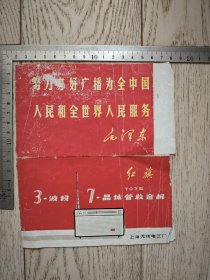 努力办好广播为全中国
人民和全世界人民服务
毛泽东
红旗
3·波段
7·晶体管收音机
上海无线电三厂